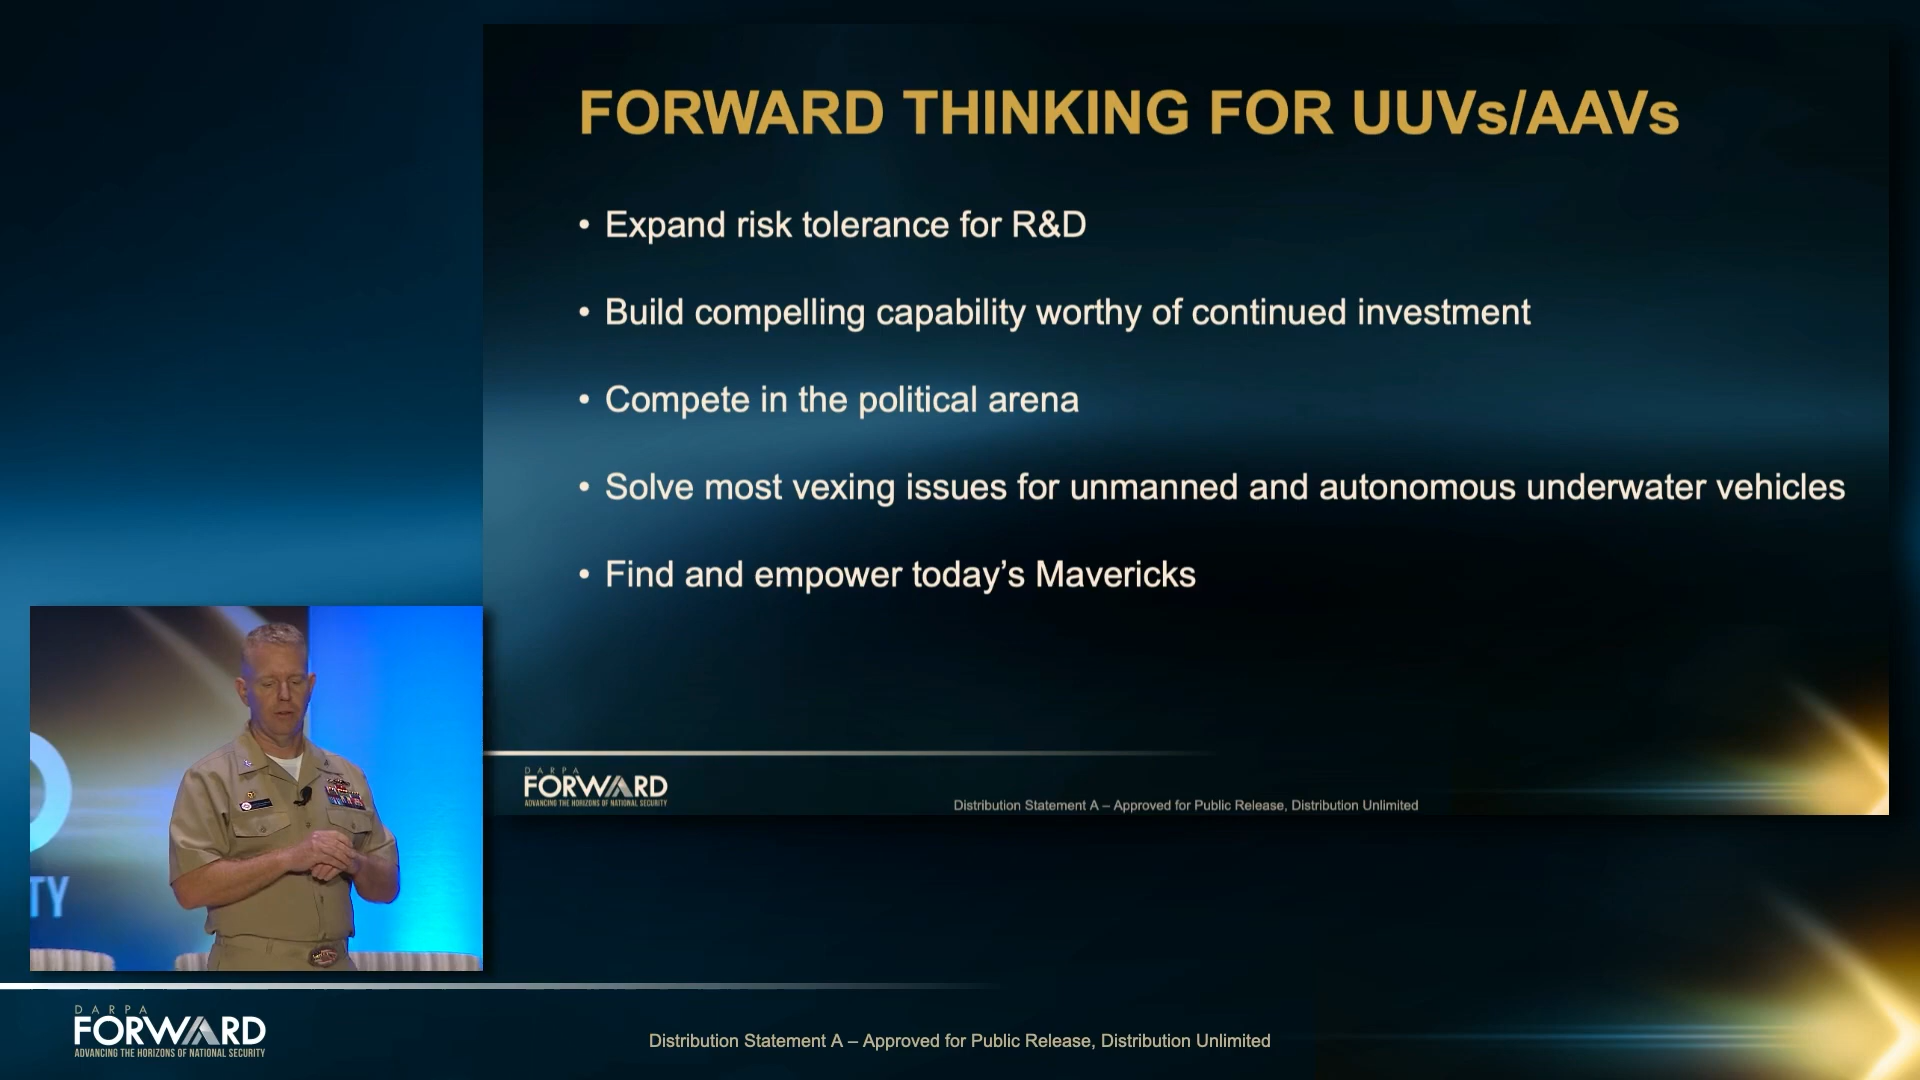 FORWARD THINKING FOR UUVs/AAVs
• Expand risk tolerance for R&D
• Build compelling capability worthy of continued investment
• Compete in the political arena
• Solve most vexing issues for unmanned and autonomous underwater vehicles
• Find and empower today’s Mavericks
DARPA
FORWARD
ADVANCING THE HORIZONS OF NATIONAL SECURITY
Distribution Statement A – Approved for Public Release, Distribution Unlimited
TY
DARPA
FORWARD
ADVANCING THE HORIZONS OF NATIONAL SECURITY
Distribution Statement A – Approved for Public Release, Distribution Unlimited